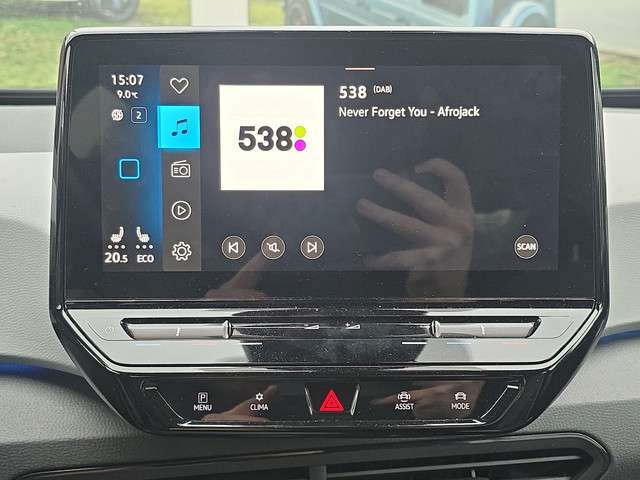 15:07
9.0°C
2
538 (DAB)
Never Forget You - Afrojack
538
20.5 ECO
SCAN
P
MENU
CLIMA
ASSIST
MODE